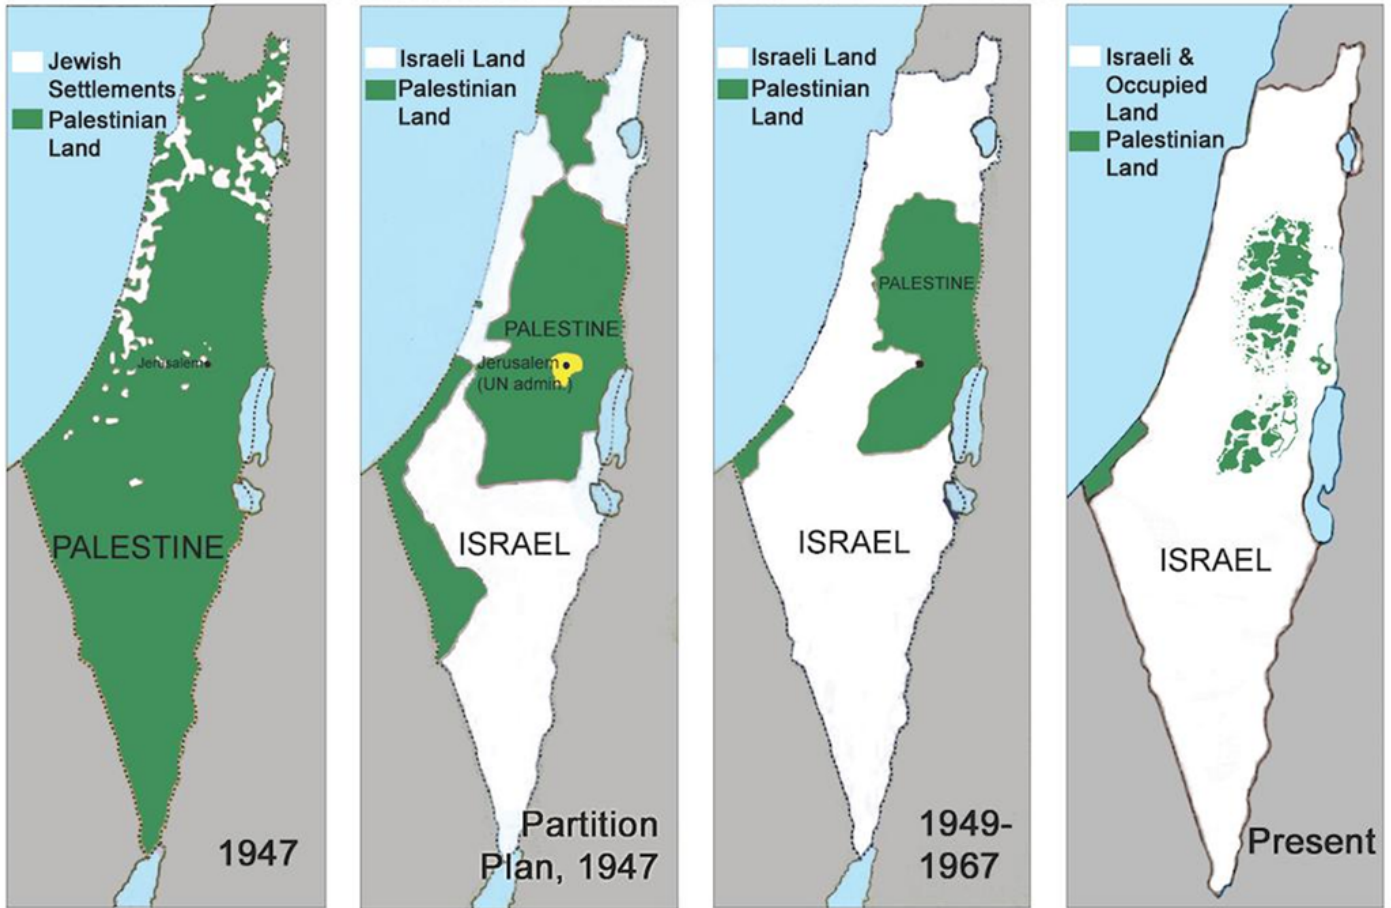 Jewish
Settlements
Palestinian
Land
Jerusalem
PALESTINE
1947
Israeli Land
Palestinian
Land
PALESTINE
Jerusalem
(UN admin.)
ISRAEL
Partition
Plan, 1947
Israeli Land
Palestinian
Land
PALESTINE
ISRAEL
1949-
1967
Israeli &
Occupied
Land
Palestinian
Land
ISRAEL
Present